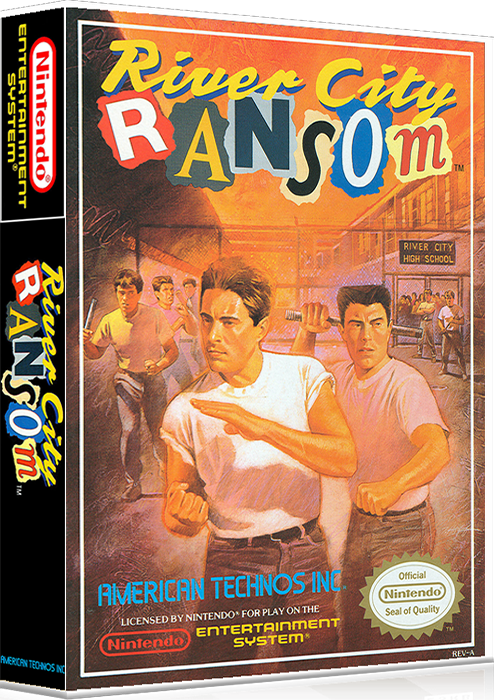 Nintendo®
ENTERTAINMENT
SYSTEM®
River City
RANSOm
TM
AMERICAN TECHNOS INC
River City
RANSOm™
RIVER CITY
HIGH SCHOOL
AMERICAN TECHNOS INC.
LICENSED BY NINTENDO® FOR PLAY ON THE
Nintendo
ENTERTAINMENT
SYSTEM®
Official
Nintendo
Seal of Quality
TM
REV-A